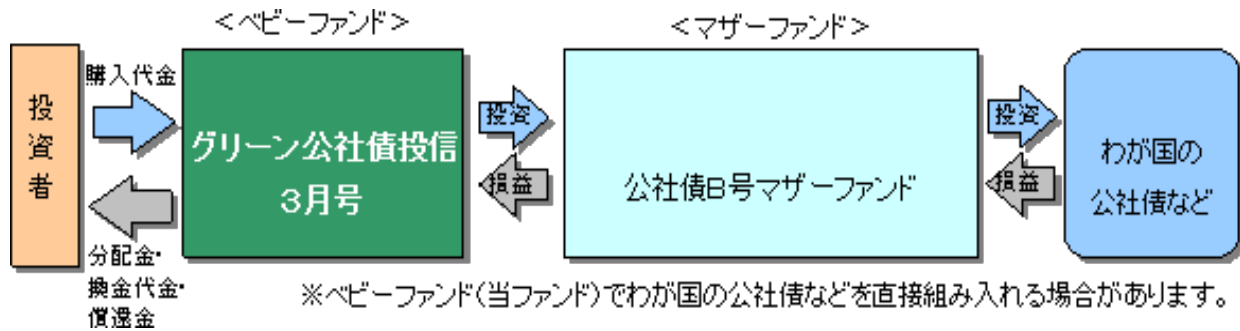 ＜ベビーファンド＞
＜マザーファンド＞
投資者
購入代金
分配金・
換金代金・
償還金
グリーン公社債投信
3月号
投資
損益
公社債B号マザーファンド
投資
損益
わが国の
公社債など
※ベビーファンド(当ファンド)でわが国の公社債などを直接組み入れる場合があります。